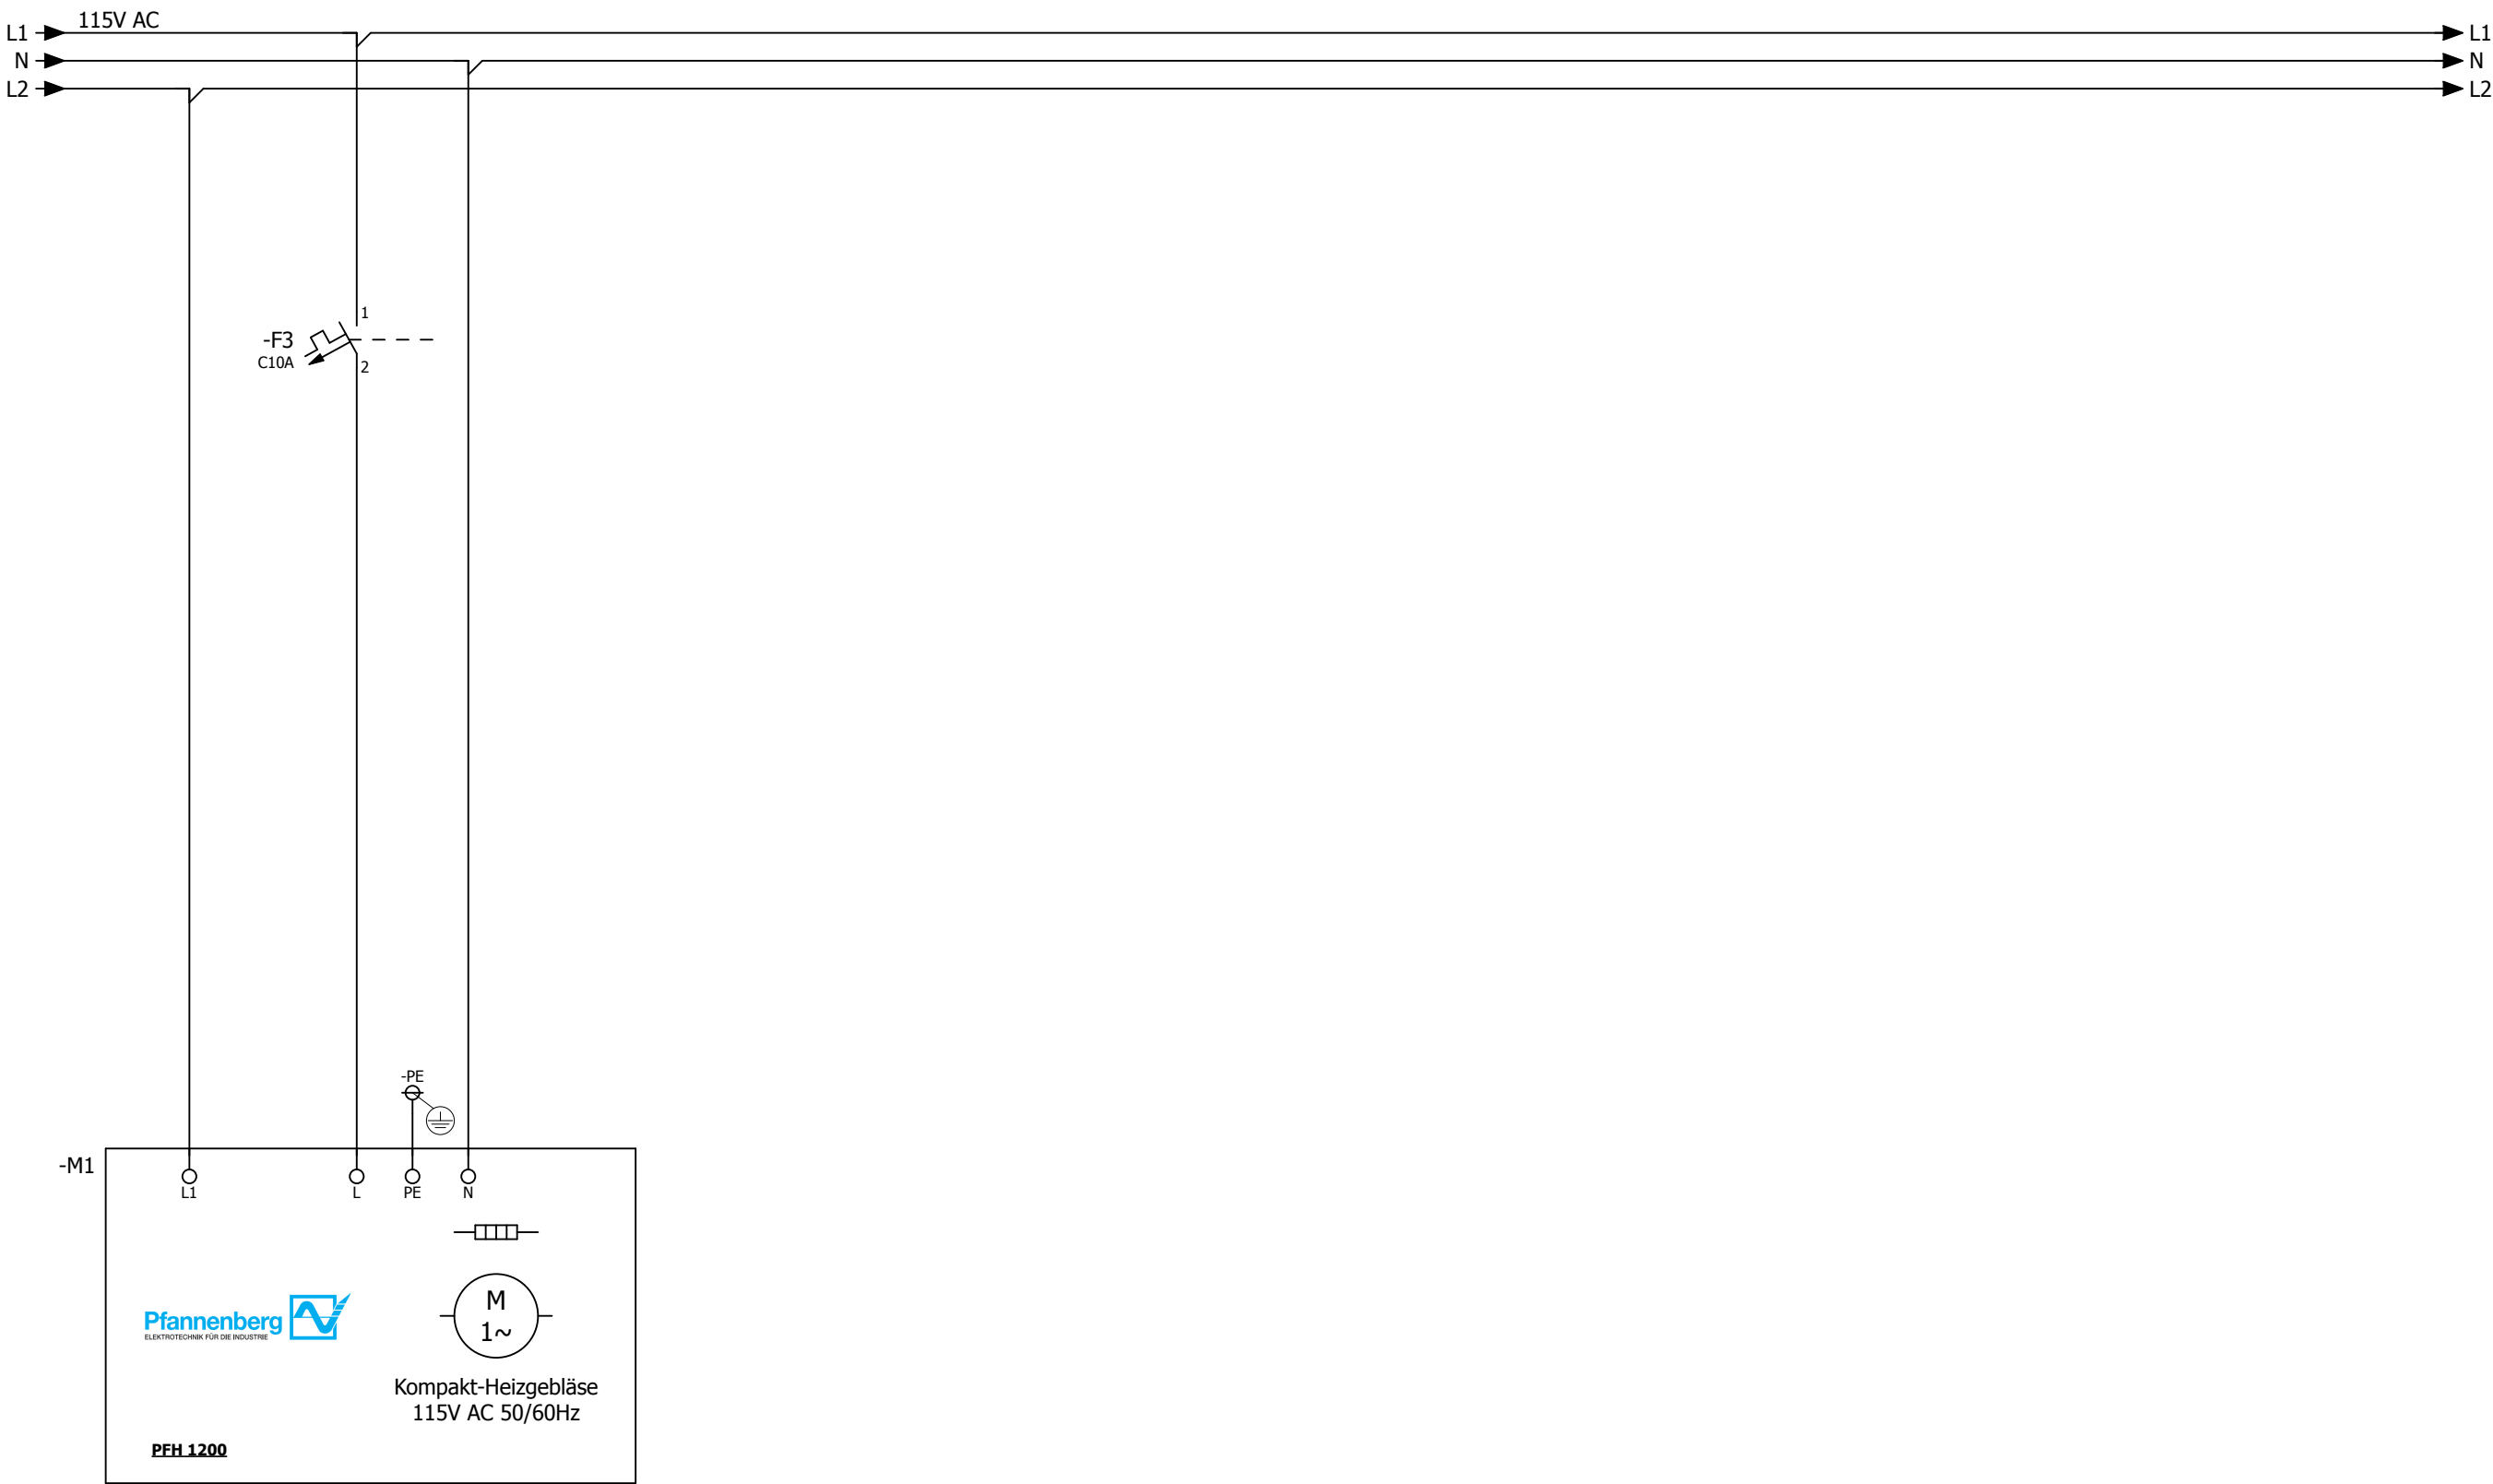 115V AC
L1 L1
N N
L2 L2
1
-F3
C10A
2
-PE
-M1
L1 L PE N
M
1~
Pfannenberg
ELEKTROTECHNIK FÜR DIE INDUSTRIE
Kompakt-Heizgebläse
115V AC 50/60Hz
PFH 1200